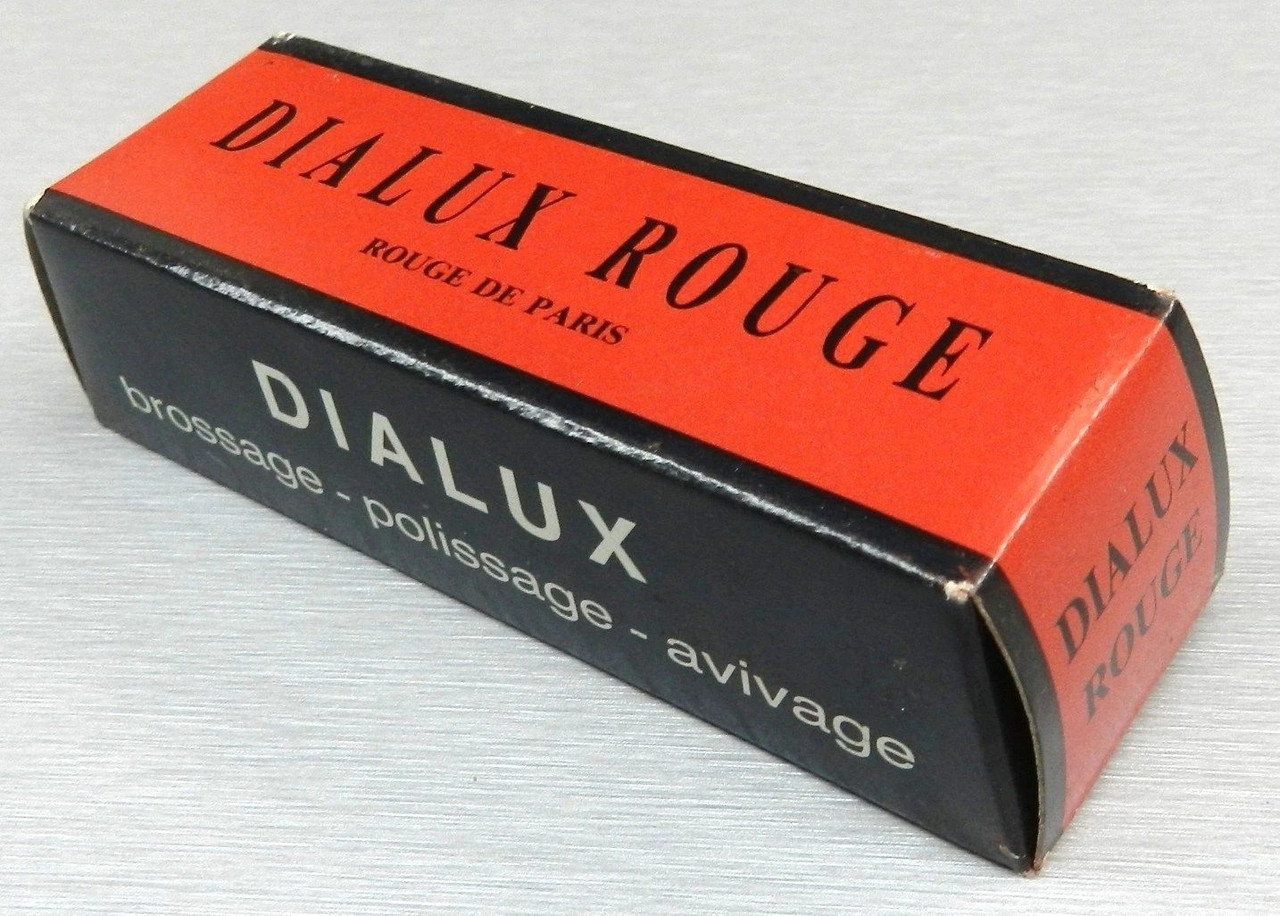 DIALUX ROUGE
ROUGE DE PARIS
DIALUX
brossage - polissage - avivage
DIALUX
ROUGE